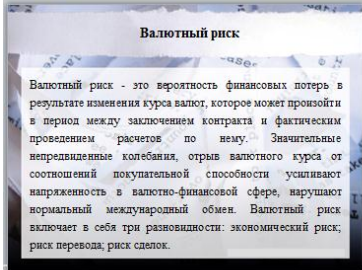 Валютный риск
Валютный риск - это вероятность финансовых потерь в
результате изменения курса валют, которое может произойти
в период между заключением контракта и фактическим
проведением расчетов по нему. Значительные
непредвиденные колебания, отрыв валютного курса от
соотношений покупательной способности усиливают
напряженность в валютно-финансовой сфере, нарушают
нормальный международный обмен. Валютный риск
включает в себя три разновидности: экономический риск;
риск перевода; риск сделок.